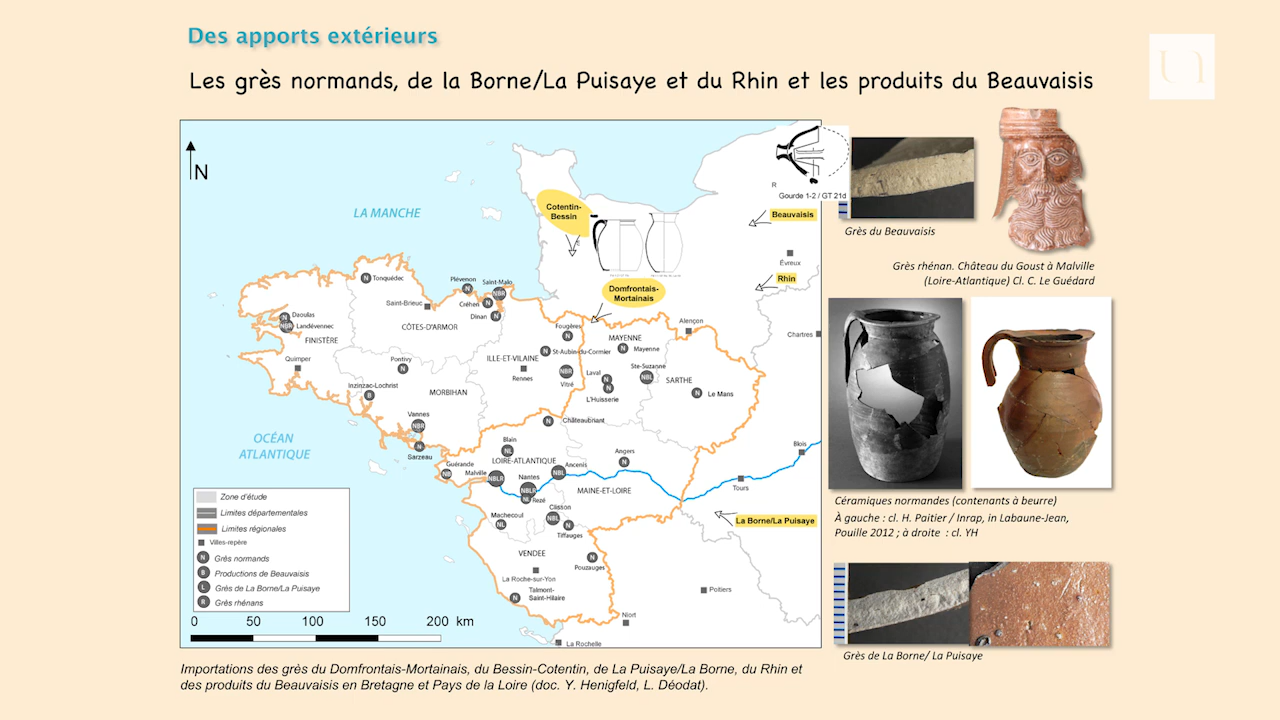 Des apports extérieurs
Les grès normands, de la Borne/La Puisaye et du Rhin et les produits du Beauvaisis
N
LA MANCHE
OCÉAN
ATLANTIQUE
Cotentin-
Bessin
R
Gourde 1-2 / GT 21d
Beauvaisis
Évreux
Rhin
Domfrontais-
Mortainais
Alençon
Chartres
N
Tonquédec
Plévenon
N
Saint-Malo
NBR
Saint-Brieuc
Créhen
N
Dinan
N
CÔTES-D'ARMOR
Daoulas
N
NBR
Landévennec
FINISTÈRE
Quimper
Pontivy
N
Inzinzac-Lochrist
B
MORBIHAN
Vannes
NBR
N
Sarzeau
Fougères
N
N
St-Aubin-du-Cormier
ILLE-ET-VILAINE
Rennes
NBR
Vitré
MAYENNE
N
Mayenne
Laval
N
N
L'Huisserie
Ste-Suzanne
NBL
SARTHE
N
Le Mans
N
Châteaubriant
Blain
NL
LOIRE-ATLANTIQUE
Guérande
Malville
NBLR
Ancenis
NBL
Nantes
Rezé
Angers
N
MAINE-ET-LOIRE
Blois
Tours
La Borne/La Puisaye
Machecoul
NL
Clisson
NBL
N
Tiffauges
VENDEE
N
Pouzauges
La Roche-sur-Yon
N
Talmont-
Saint-Hilaire
Poitiers
Niort
La Rochelle
Zone d'étude
Limites départementales
Limites régionales
Villes-repère
N Grès normands
B Productions de Beauvaisis
L Grès de La Borne/La Puisaye
R Grès rhénans
0 50 100 150 200 km
Importations des grès du Domfrontais-Mortainais, du Bessin-Cotentin, de La Puisaye/La Borne, du Rhin et
des produits du Beauvaisis en Bretagne et Pays de la Loire (doc. Y. Henigfeld, L. Déodat).
Grès du Beauvaisis
Grès rhénan. Château du Goust à Malville
(Loire-Atlantique) Cl. C. Le Guédard
Céramiques normandes (contenants à beurre)
À gauche : cl. H. Paitier / Inrap, in Labaune-Jean,
Pouille 2012 ; à droite : cl. YH
Grès de La Borne/ La Puisaye